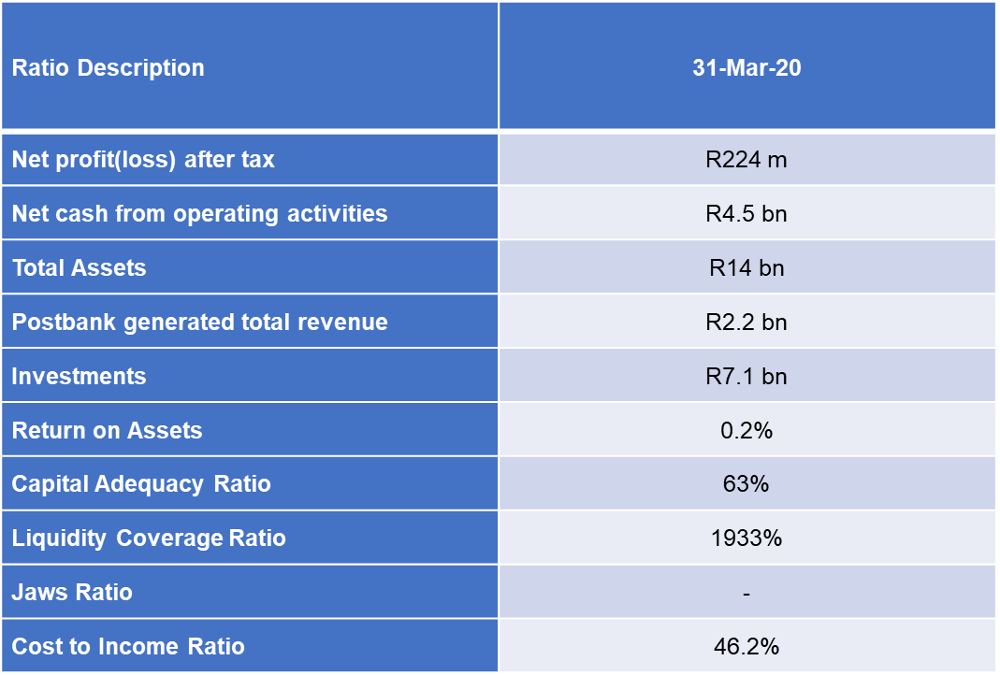 Ratio Description 31-Mar-20
Net profit(loss) after tax R224 m
Net cash from operating activities R4.5 bn
Total Assets R14 bn
Postbank generated total revenue R2.2 bn
Investments R7.1 bn
Return on Assets 0.2%
Capital Adequacy Ratio 63%
Liquidity Coverage Ratio 1933%
Jaws Ratio -
Cost to Income Ratio 46.2%